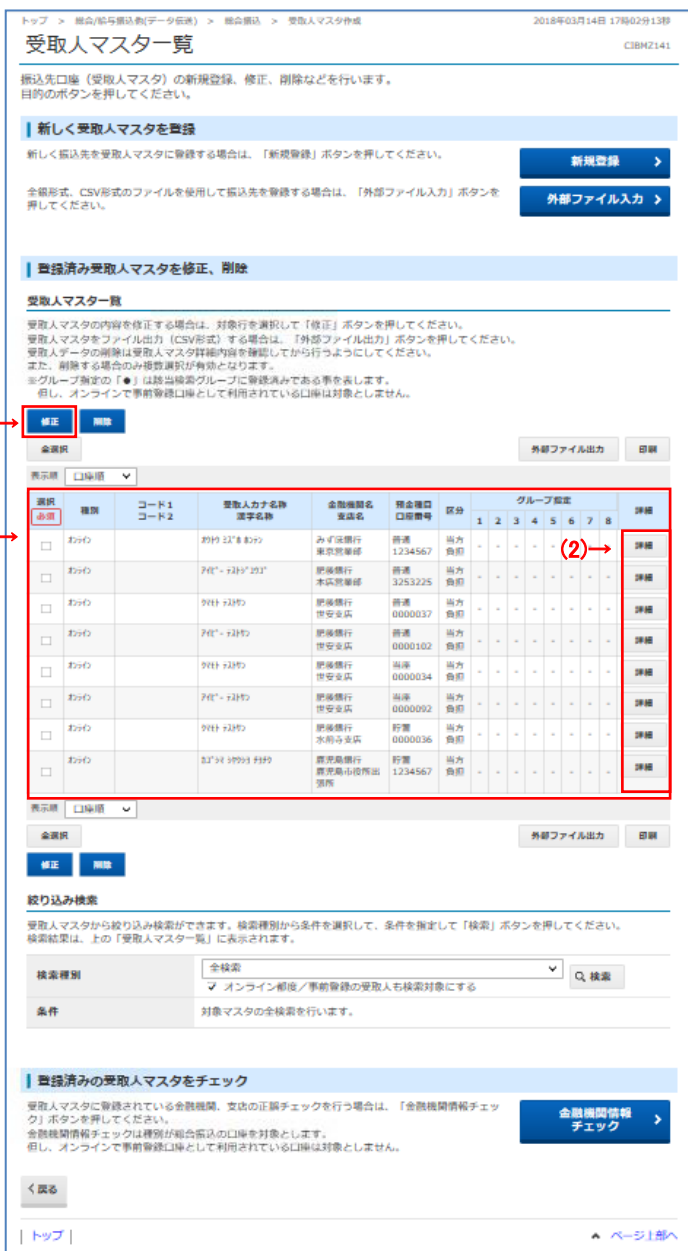 トップ > 総合/給与振込他(データ伝送) > 総合振込 > 受取人マスタ作成 2018年03月14日 17時02分13秒
受取人マスター覧 CIBMZ141
振込先口座（受取人マスタ）の新規登録、修正、削除などを行います。
目的のボタンを押してください。
新しく受取人マスタを登録
新しく振込先を受取人マスタに登録する場合は、「新規登録」ボタンを押してください。
新規登録 >
全銀形式、CSV形式のファイルを使用して振込先を登録する場合は、「外部ファイル入力」ボタンを
押してください。
外部ファイル入力 >
登録済み受取人マスタを修正、削除
受取人マスター覧
受取人マスタの内容を修正する場合は、対象行を選択して「修正」ボタンを押してください。
受取人マスタをファイル出力（CSV形式）する場合は、「外部ファイル出力」ボタンを押してください。
受取人データの削除は受取人マスタ詳細内容を確認してから行うようにしてください。
また、削除する場合のみ複数選択が有効となります。
※グループ指定の「●」は該当検索グループに登録済みである事を表します。
但し、オンラインで事前登録口座として利用されている口座は対象としません。
修正 削除
全選択 外部ファイル出力 印刷
表示順 口座順
選択 必須 種別 コード1 コード2 受取人カナ名称 漢字名称 金融機関名 支店名 預金種目 口座番号 区分 グループ指定 1 2 3 4 5 6 7 8 詳細
(2)→
ｵﾝﾗｲﾝ みずほ銀行 普通 当方 - - - - - - - - 詳細
東京営業部 1234567 負担
ｵﾝﾗｲﾝ 肥後銀行 普通 当方 - - - - - - - - 詳細
本店営業部 3253225 負担
ｵﾝﾗｲﾝ ｸﾏﾓﾄ ﾃｽﾄｻﾝ 肥後銀行 普通 当方 - - - - - - - - 詳細
世安支店 0000037 負担
ｵﾝﾗｲﾝ ｱｲﾋﾞｰ ﾃｽﾄｻﾝ 肥後銀行 普通 当方 - - - - - - - - 詳細
世安支店 0000102 負担
ｵﾝﾗｲﾝ ｸﾏﾓﾄ ﾃｽﾄｻﾝ 肥後銀行 当座 当方 - - - - - - - - 詳細
世安支店 0000034 負担
ｵﾝﾗｲﾝ ｱｲﾋﾞｰ ﾃｽﾄｻﾝ 肥後銀行 当座 当方 - - - - - - - - 詳細
世安支店 0000092 負担
ｵﾝﾗｲﾝ ｸﾏﾓﾄ ﾃｽﾄｻﾝ 肥後銀行 貯蓄 当方 - - - - - - - - 詳細
水前寺支店 0000036 負担
ｵﾝﾗｲﾝ 鹿児島銀行 貯蓄 当方 - - - - - - - - 詳細
鹿児島市役所出 1234567 負担
張所
表示順 口座順
全選択 外部ファイル出力 印刷
修正 削除
絞り込み検索
受取人マスタから絞り込み検索ができます。検索種別から条件を選択して、条件を指定して「検索」ボタンを押してください。
検索結果は、上の「受取人マスター覧」に表示されます。
検索種別 全検索 検索
オンライン都度／事前登録の受取人も検索対象にする
条件 対象マスタの全検索を行います。
登録済みの受取人マスタをチェック
受取人マスタに登録されている金融機関、支店の正誤チェックを行う場合は、「金融機関情報チェッ
ク」ボタンを押してください。
金融機関情報チェックは種別が総合振込の口座を対象とします。
但し、オンラインで事前登録口座として利用されている口座は対象としません。
金融機関情報
チェック >
< 戻る
| トップ | ページ上部へ